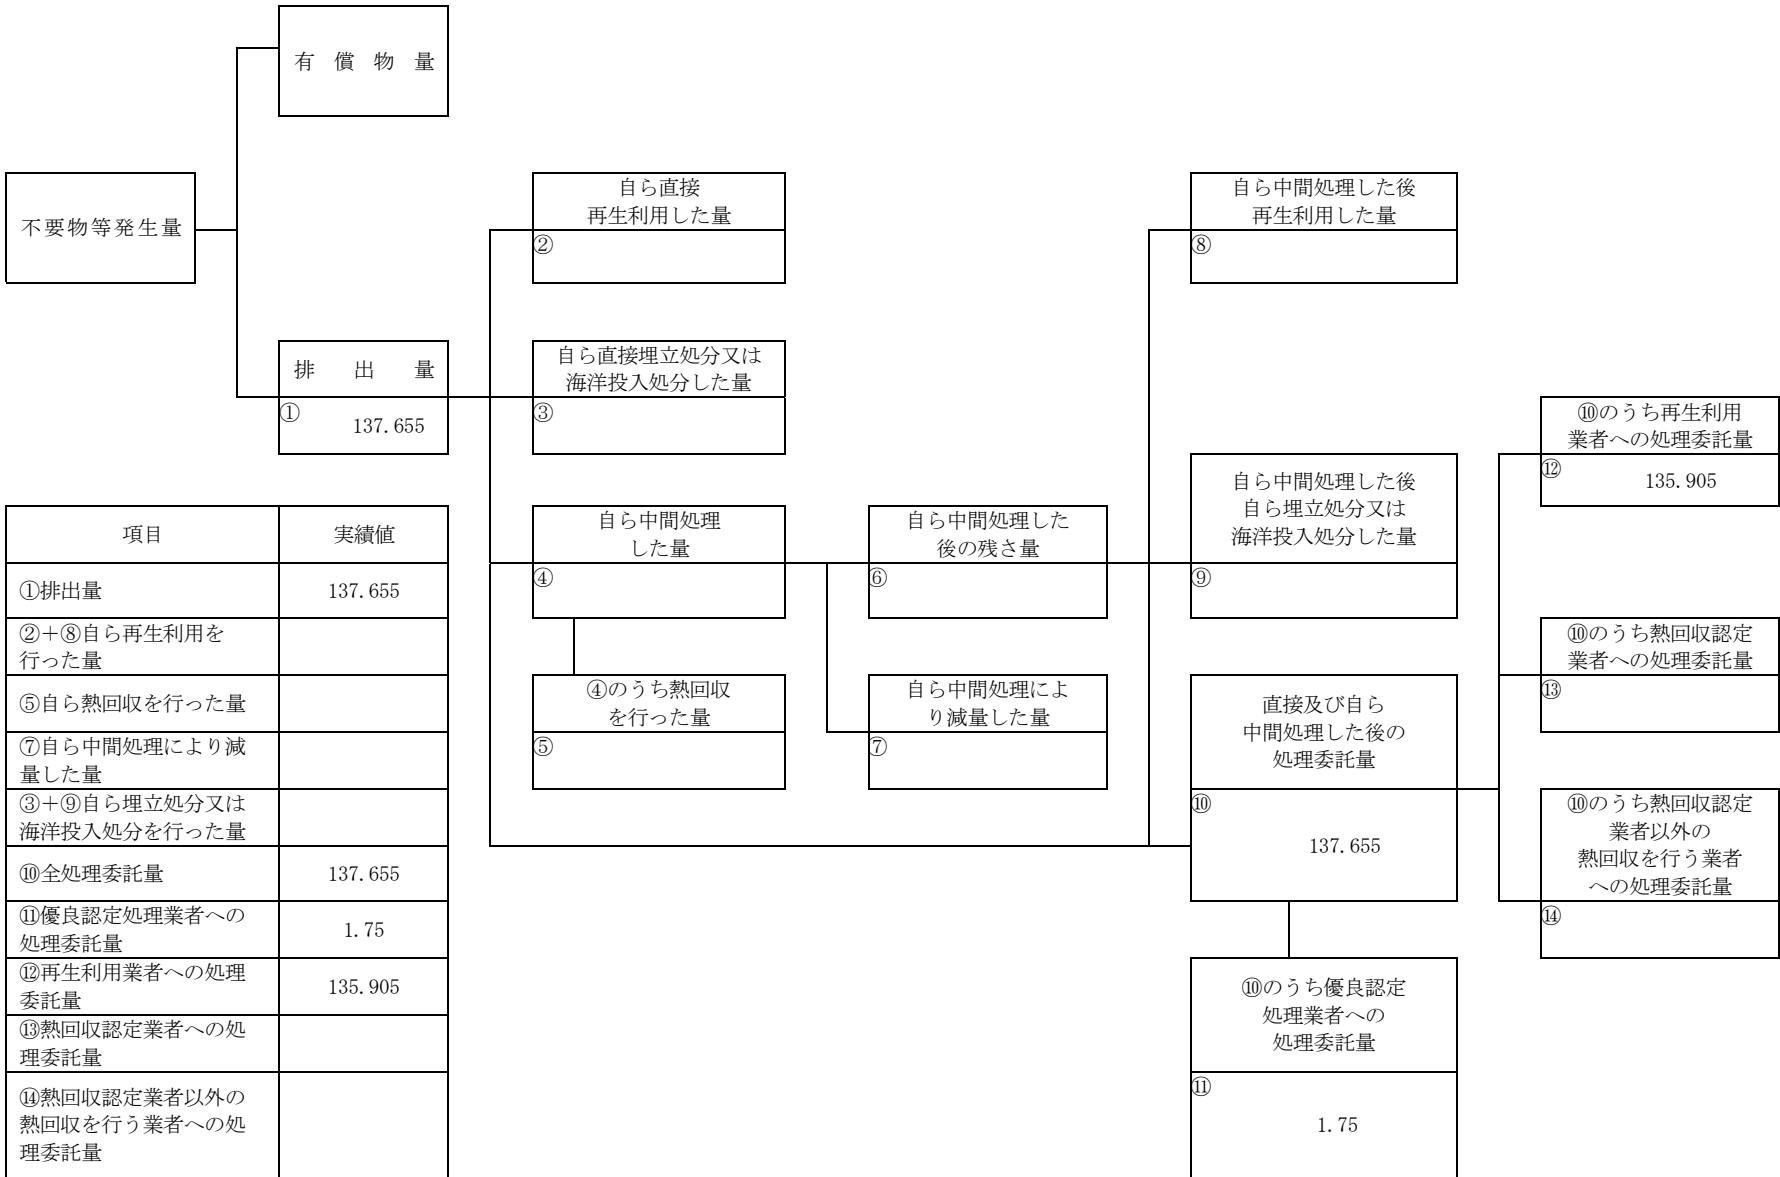 有償物量
不要物等発生量
自ら直接
再生利用した量
②
自ら中間処理した後
再生利用した量
⑧
排出量
①
137.655
自ら直接埋立処分又は
海洋投入処分した量
③
⑩のうち再生利用
業者への処理委託量
⑫
135.905
自ら中間処理した後
自ら埋立処分又は
海洋投入処分した量
⑨
自ら中間処理
した量
④
自ら中間処理した
後の残さ量
⑥
④のうち熱回収
を行った量
⑤
自ら中間処理によ
り減量した量
⑦
直接及び自ら
中間処理した後の
処理委託量
⑩
137.655
⑩のうち熱回収認定
業者への処理委託量
⑬
⑩のうち熱回収認定
業者以外の
熱回収を行う業者
への処理委託量
⑭
⑩のうち優良認定
処理業者への
処理委託量
⑪
1.75
項目 実績値
①排出量 137.655
②＋⑧自ら再生利用を
行った量
⑤自ら熱回収を行った量
⑦自ら中間処理により減
量した量
③＋⑨自ら埋立処分又は
海洋投入処分を行った量
⑩全処理委託量 137.655
⑪優良認定処理業者への
処理委託量 1.75
⑫再生利用業者への処理
委託量 135.905
⑬熱回収認定業者への処
理委託量
⑭熱回収認定業者以外の
熱回収を行う業者への処
理委託量